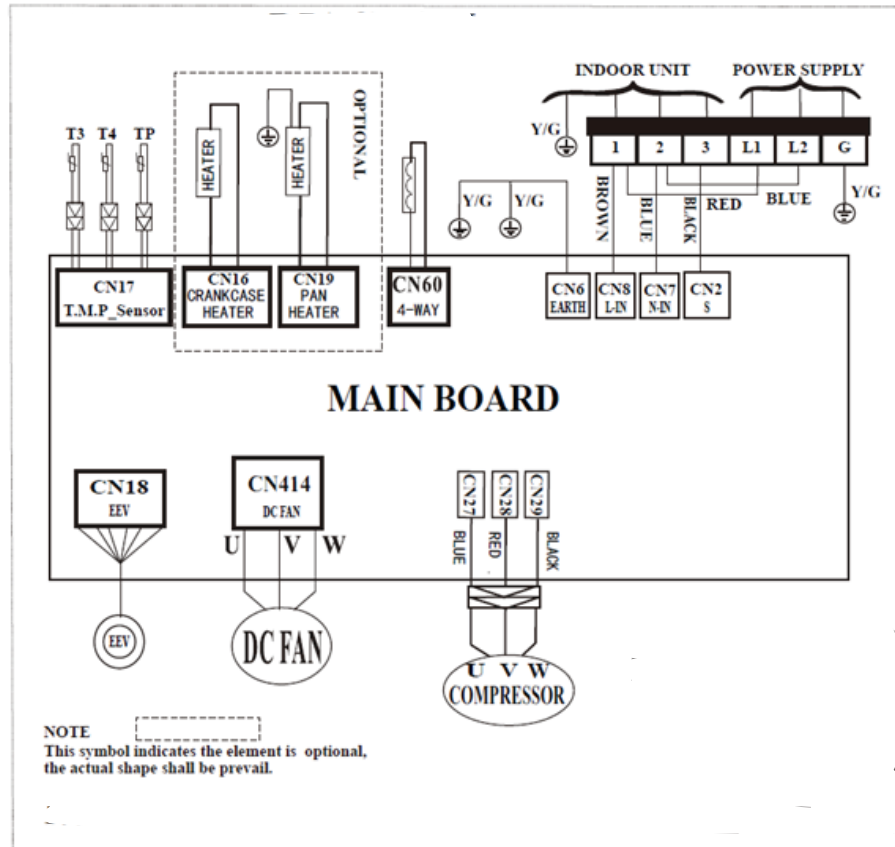 INDOOR UNIT
POWER SUPPLY
OPTIONAL
T3 T4 TP
HEATER
HEATER
Y/G
1 2 3 L1 L2 G
Y/G Y/G
BROWN
BLUE
BLACK
RED
BLUE
Y/G
CN17
T.M.P_Sensor
CN16
CRANKCASE
HEATER
CN19
PAN
HEATER
CN60
4-WAY
CN6
EARTH
CN8
L-IN
CN7
N-IN
CN2
S
MAIN BOARD
CN18
EEV
CN414
DC FAN
U V W
CN27
CN28
CN29
BLUE
RED
BLACK
EEV
DC FAN
U V W
COMPRESSOR
NOTE
This symbol indicates the element is optional,
the actual shape shall be prevail.